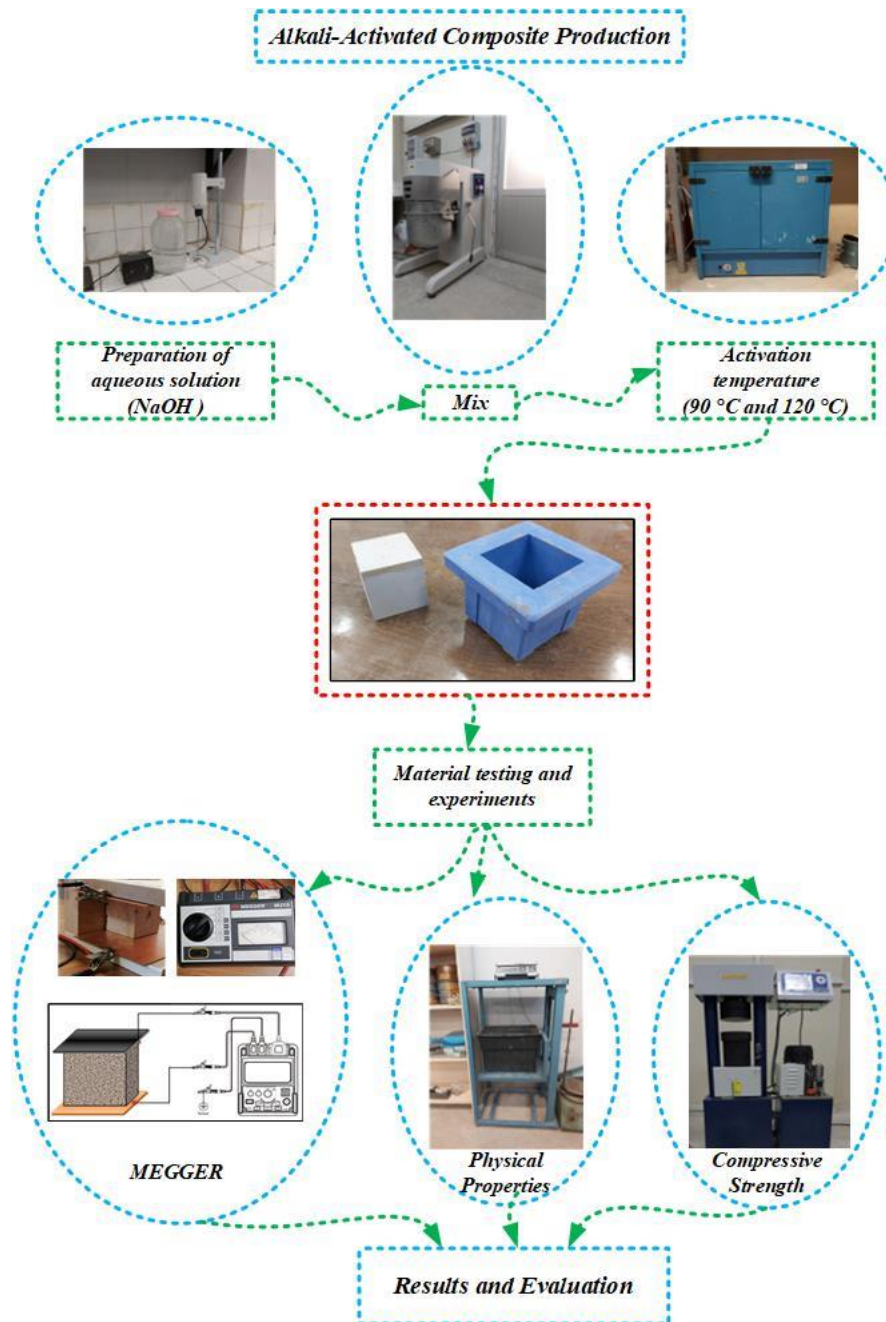 Alkali-Activated Composite Production
Preparation of
aqueous solution
(NaOH )
Mix
Activation
temperature
(90 °C and 120 °C)
Material testing and
experiments
MEGGER
MEGGER
Physical
Properties
Compressive
Strength
Results and Evaluation